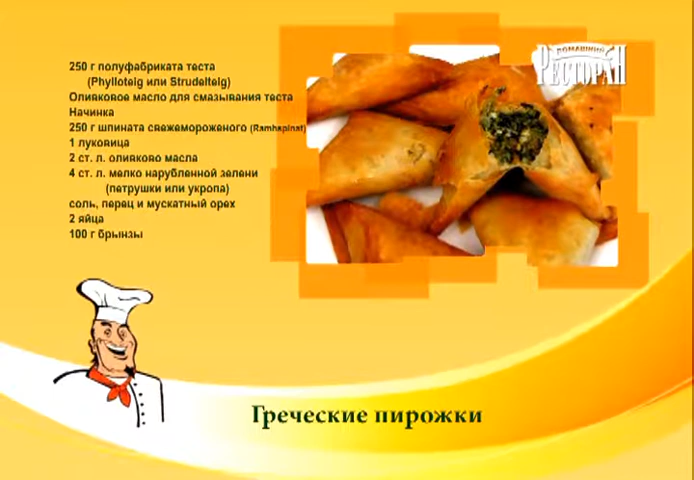 250 г полуфабриката теста
(Phylloteig или Strudelteig)
Оливковое масло для смазывания теста
Начинка
250 г шпината свежемороженого (Ramhspinat)
1 луковица
2 ст. л. оливково масла
4 ст. л. мелко нарубленной зелени
(петрушки или укропа)
соль, перец и мускатный орех
2 яйца
100 г брынзы
ДОМАШНИЙ
РЕСТОРАН
Греческие пирожки